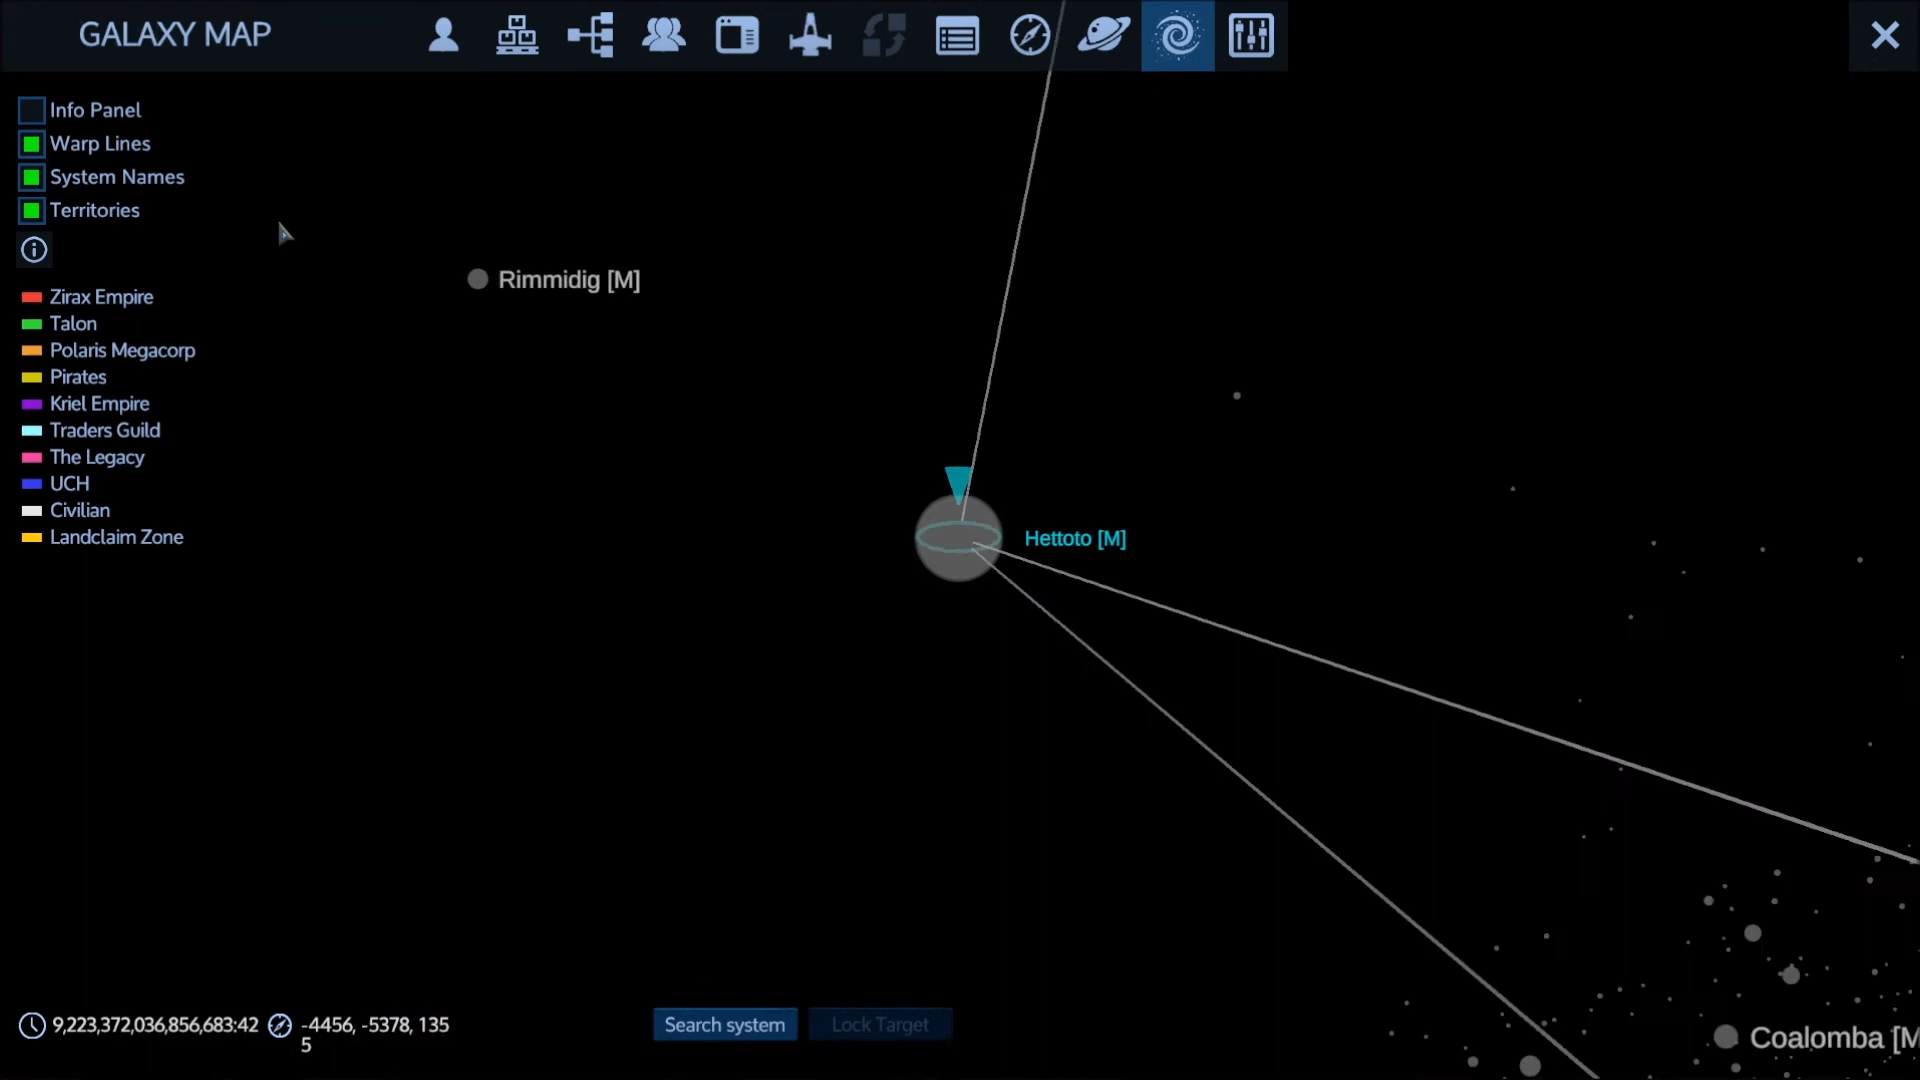 GALAXY MAP
Info Panel
Warp Lines
System Names
Territories
Rimmidig [M]
Zirax Empire
Talon
Polaris Megacorp
Pirates
Kriel Empire
Traders Guild
The Legacy
UCH
Civilian
Landclaim Zone
Hettoto [M]
9,223,372,036,856,683:42
-4456, -5378, 135
5
Search system
Lock Target
Coalomba [M